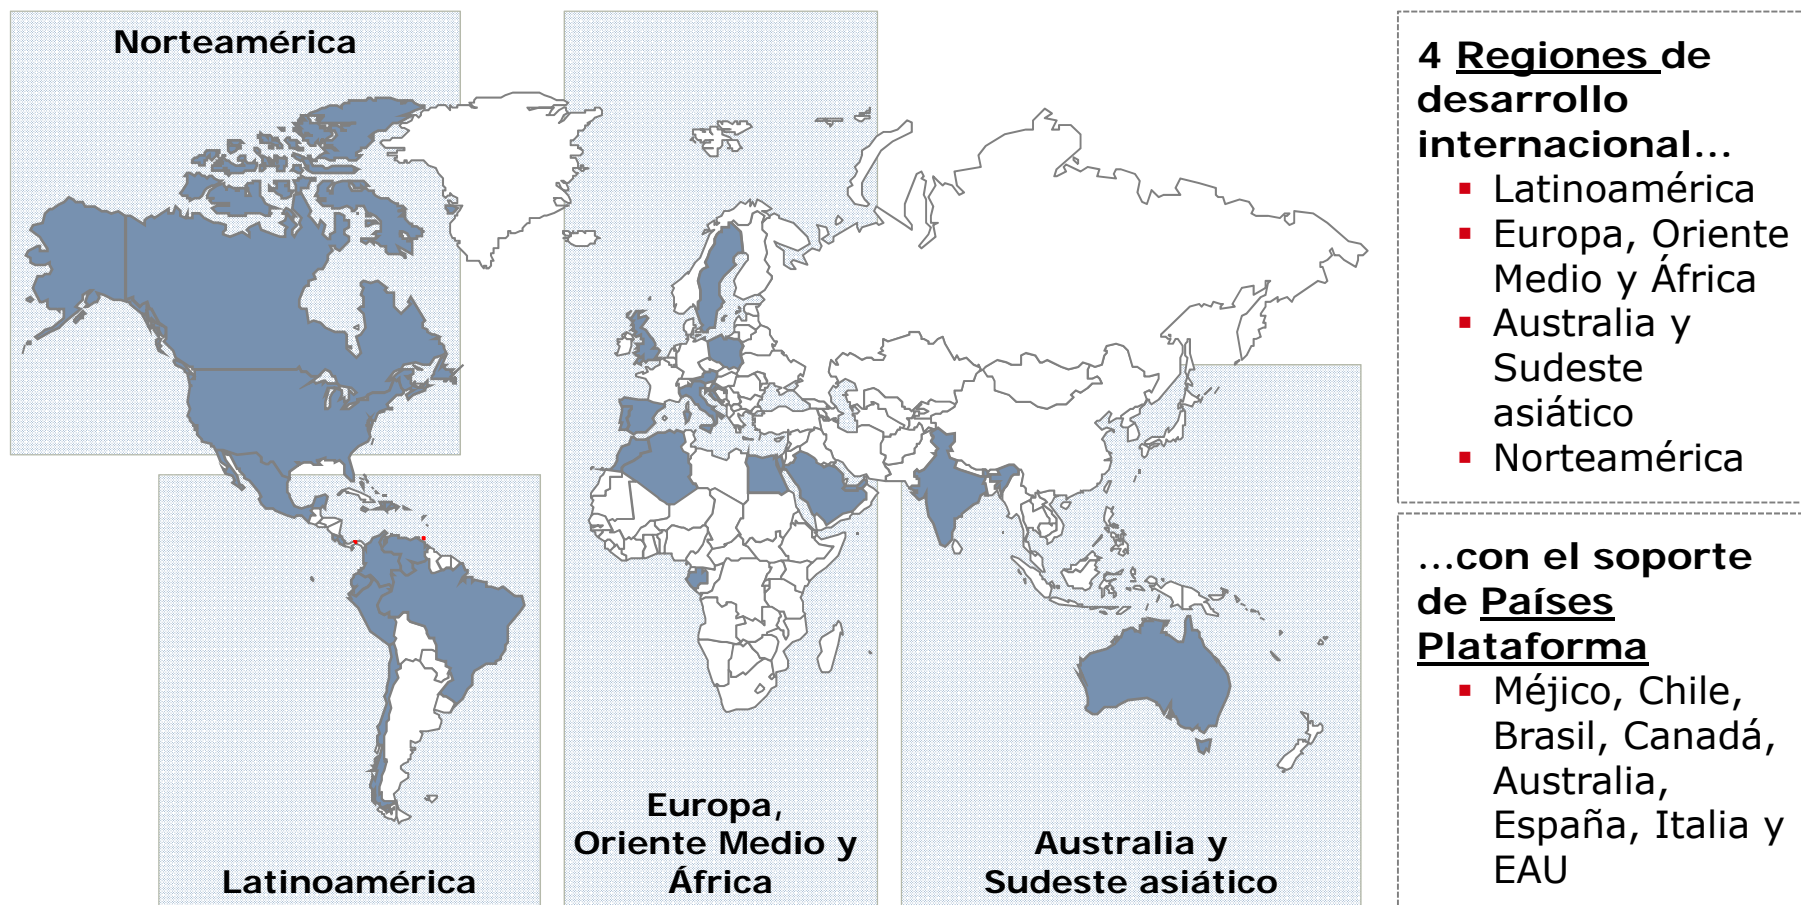 Norteamérica
Latinoamérica
Europa,
Oriente Medio y
África
Australia y
Sudeste asiático
4 Regiones de
desarrollo
internacional...
Latinoamérica
Europa, Oriente
Medio y África
Australia y
Sudeste
asiático
Norteamérica
...con el soporte
de Países
Plataforma
Méjico, Chile,
Brasil, Canadá,
Australia,
España, Italia y
EAU